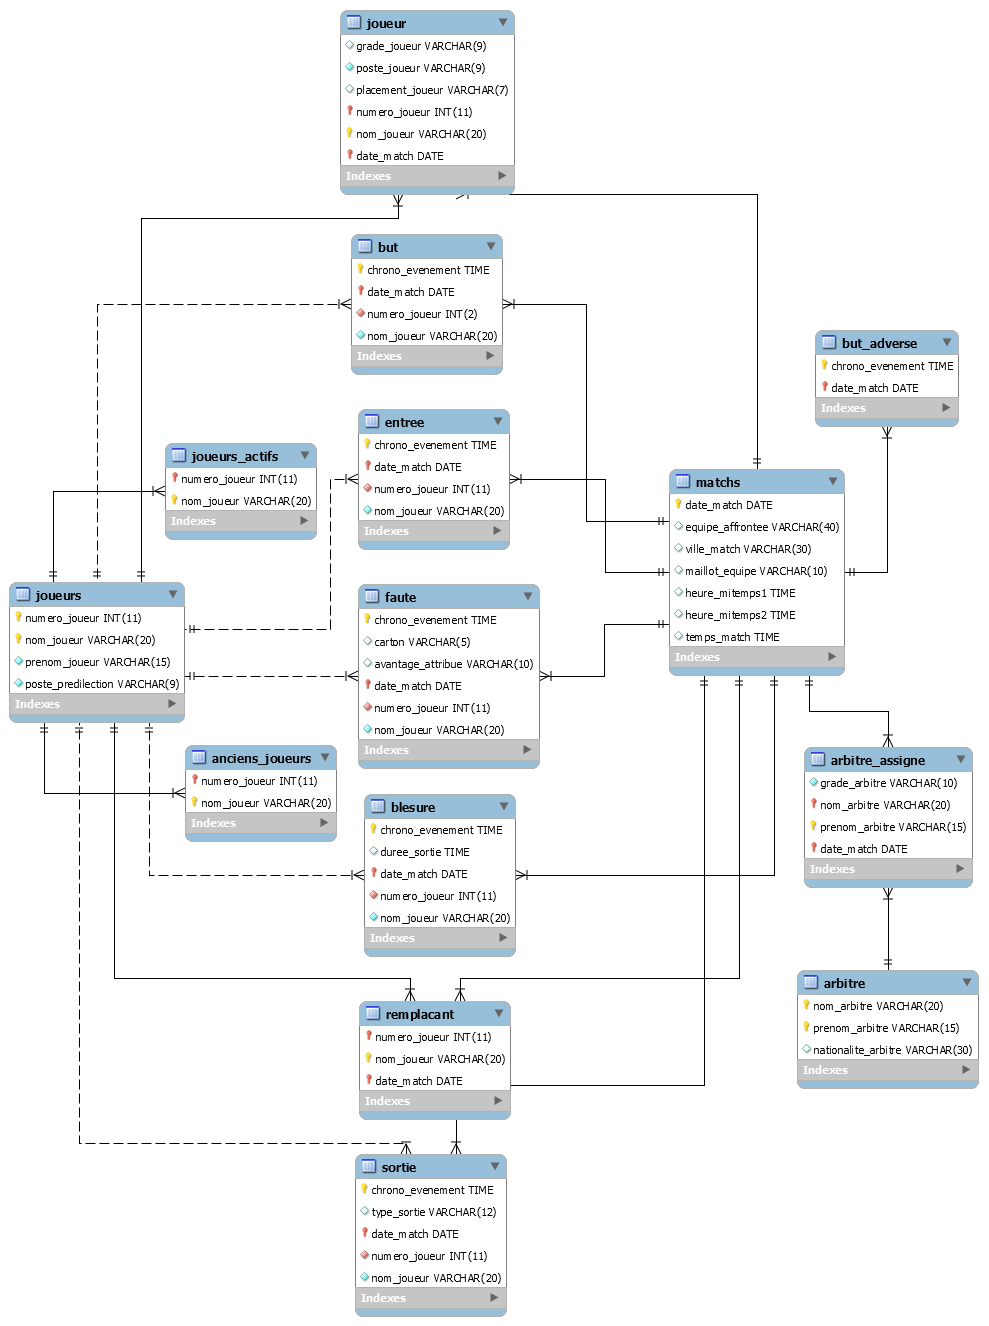 joueur
grade_joueur VARCHAR(9)
poste_joueur VARCHAR(9)
placement_joueur VARCHAR(7)
numero_joueur INT(11)
nom_joueur VARCHAR(20)
date_match DATE
Indexes
but
chrono_evenement TIME
date_match DATE
numero_joueur INT(2)
nom_joueur VARCHAR(20)
Indexes
but_adverse
chrono_evenement TIME
date_match DATE
Indexes
entree
chrono_evenement TIME
date_match DATE
numero_joueur INT(11)
nom_joueur VARCHAR(20)
Indexes
joueurs_actifs
numero_joueur INT(11)
nom_joueur VARCHAR(20)
Indexes
matchs
date_match DATE
equipe_affrontee VARCHAR(40)
ville_match VARCHAR(30)
maillot_equipe VARCHAR(10)
heure_mitemps1 TIME
heure_mitemps2 TIME
temps_match TIME
Indexes
joueurs
numero_joueur INT(11)
nom_joueur VARCHAR(20)
prenom_joueur VARCHAR(15)
poste_predilection VARCHAR(9)
Indexes
faute
chrono_evenement TIME
carton VARCHAR(5)
avantage_attribue VARCHAR(10)
date_match DATE
numero_joueur INT(11)
nom_joueur VARCHAR(20)
Indexes
anciens_joueurs
numero_joueur INT(11)
nom_joueur VARCHAR(20)
Indexes
arbitre_assigne
grade_arbitre VARCHAR(10)
nom_arbitre VARCHAR(20)
prenom_arbitre VARCHAR(15)
date_match DATE
Indexes
blesure
chrono_evenement TIME
duree_sortie TIME
date_match DATE
numero_joueur INT(11)
nom_joueur VARCHAR(20)
Indexes
arbitre
nom_arbitre VARCHAR(20)
prenom_arbitre VARCHAR(15)
nationalite_arbitre VARCHAR(30)
Indexes
remplacant
numero_joueur INT(11)
nom_joueur VARCHAR(20)
date_match DATE
Indexes
sortie
chrono_evenement TIME
type_sortie VARCHAR(12)
date_match DATE
numero_joueur INT(11)
nom_joueur VARCHAR(20)
Indexes